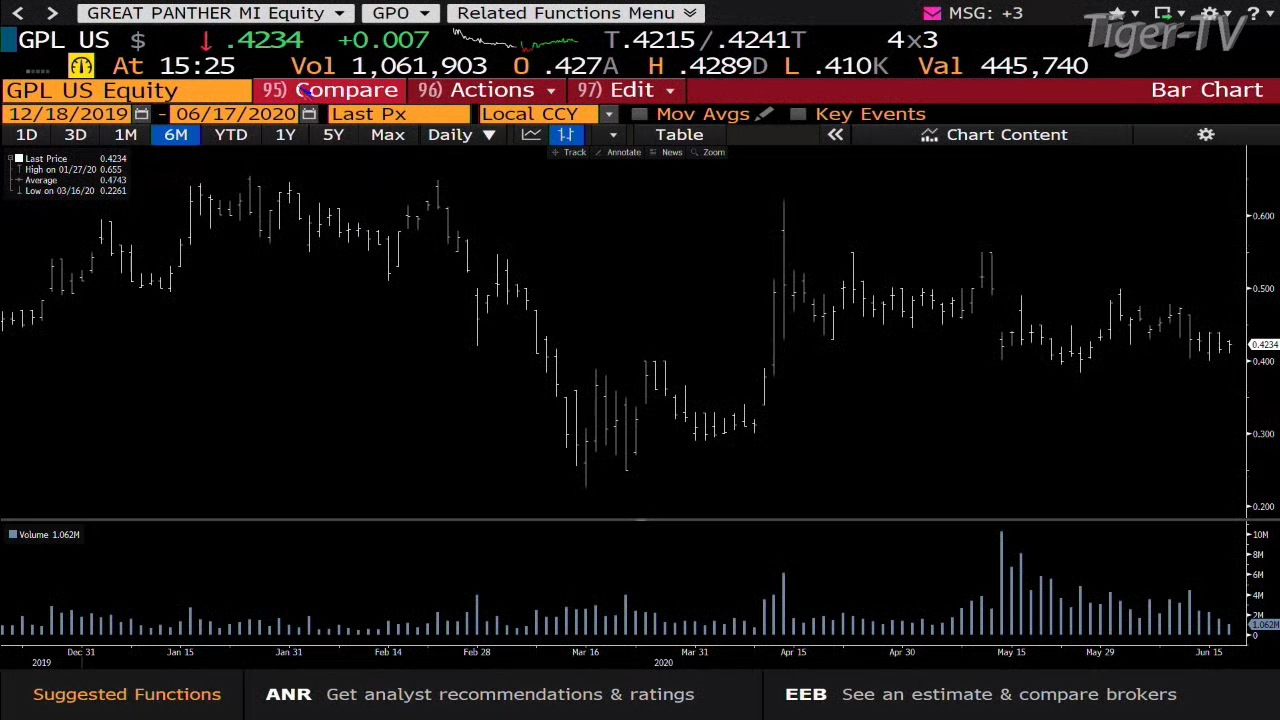 GREAT PANTHER MI Equity GPO Related Functions Menu MSG: +3 ?
Tiger-TV
GPL US $ .4234 +0.007 T.4215/.4241T 4x3
At 15:25 Vol 1,061,903 O .427A H .4289D L .410K Val 445,740
GPL US Equity 95) Compare 96) Actions 97) Edit Bar Chart
12/18/2019 - 06/17/2020 Last Px Local CCY Mov Avgs Key Events
1D 3D 1M 6M YTD 1Y 5Y Max Daily Table Chart Content
Track Annotate News Zoom
Last Price 0.4234
High on 01/27/20 0.655
Average 0.4743
Low on 03/16/20 0.2261
0.600
0.500
0.4234
0.400
0.300
0.200
Volume 1.062M
10M
8M
6M
4M
2M
1.062M
0
Dec 31 Jan 15 Jan 31 Feb 14 Feb 28 Mar 16 Mar 31 Apr 15 Apr 30 May 15 May 29 Jun 15
2019 2020
Suggested Functions ANR Get analyst recommendations & ratings EEB See an estimate & compare brokers